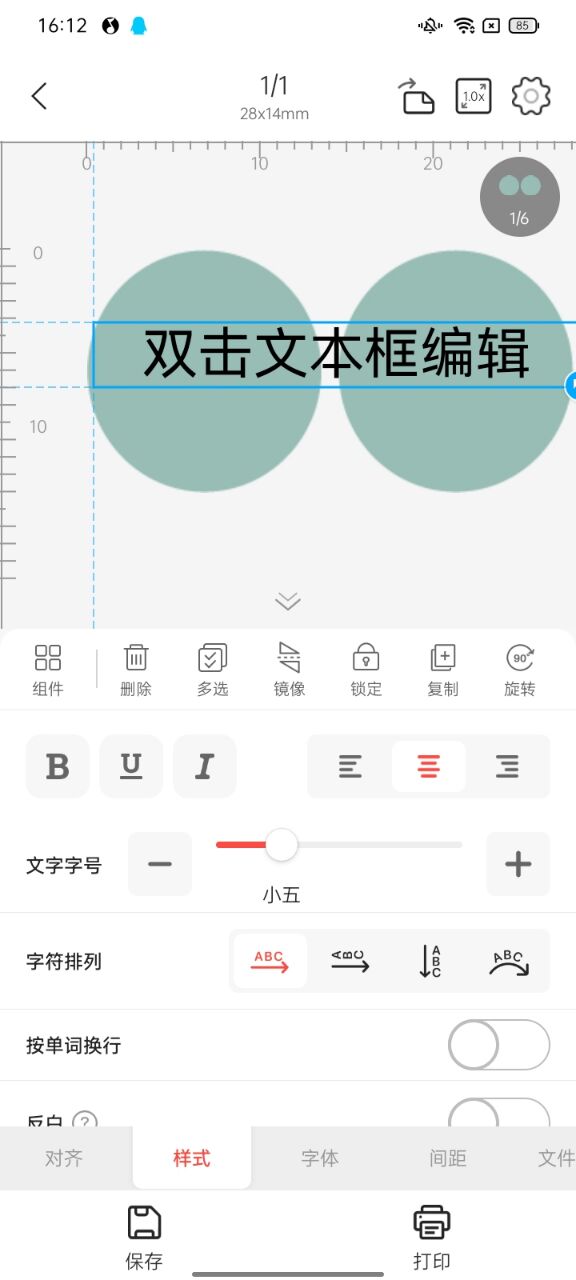 16:12
85
1/1
28x14mm
1.0x
0
10
20
1/6
0
10
双击文本框编辑
组件
删除
多选
镜像
锁定
复制
90°
旋转
B
U
I
文字字号
小五
字符排列
ABC
ABC
ABC
ABC
按单词换行
反白 ?
对齐
样式
字体
间距
文件
保存
打印